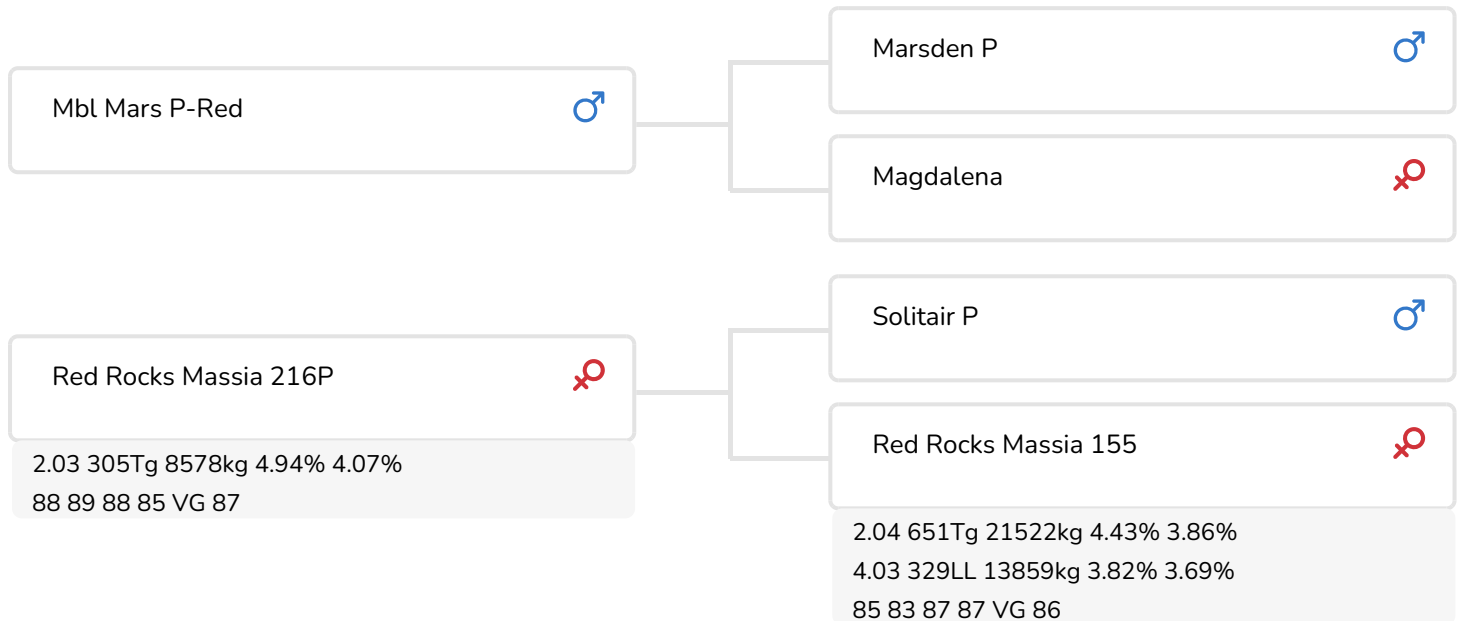 Mbl Mars P-Red
Marsden P
Magdalena
Red Rocks Massia 216P
2.03 305Tg 8578kg 4.94% 4.07%
88 89 88 85 VG 87
Solitair P
Red Rocks Massia 155
2.04 651Tg 21522kg 4.43% 3.86%
4.03 329LL 13859kg 3.82% 3.69%
85 83 87 87 VG 86